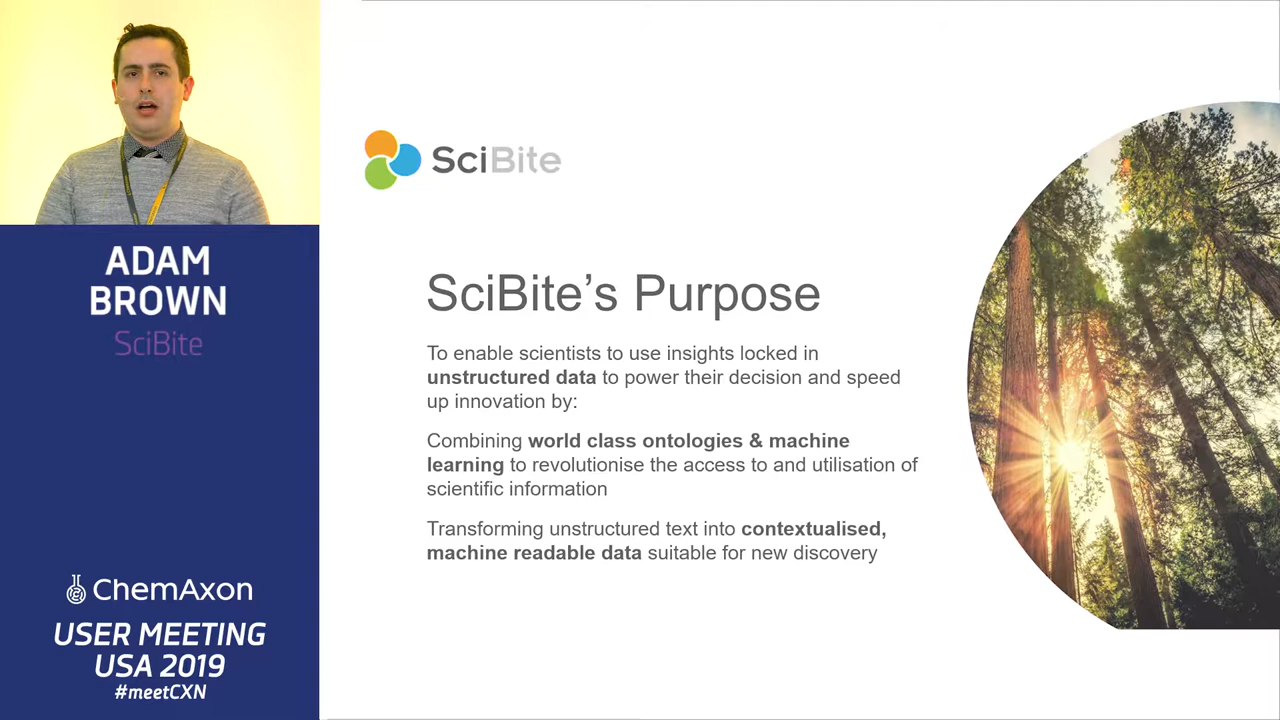 ADAM
BROWN
SciBite
ChemAxon
USER MEETING
USA 2019
#meetCXN
SciBite
SciBite's Purpose
To enable scientists to use insights locked in
unstructured data to power their decision and speed
up innovation by:
Combining world class ontologies & machine
learning to revolutionise the access to and utilisation of
scientific information
Transforming unstructured text into contextualised,
machine readable data suitable for new discovery